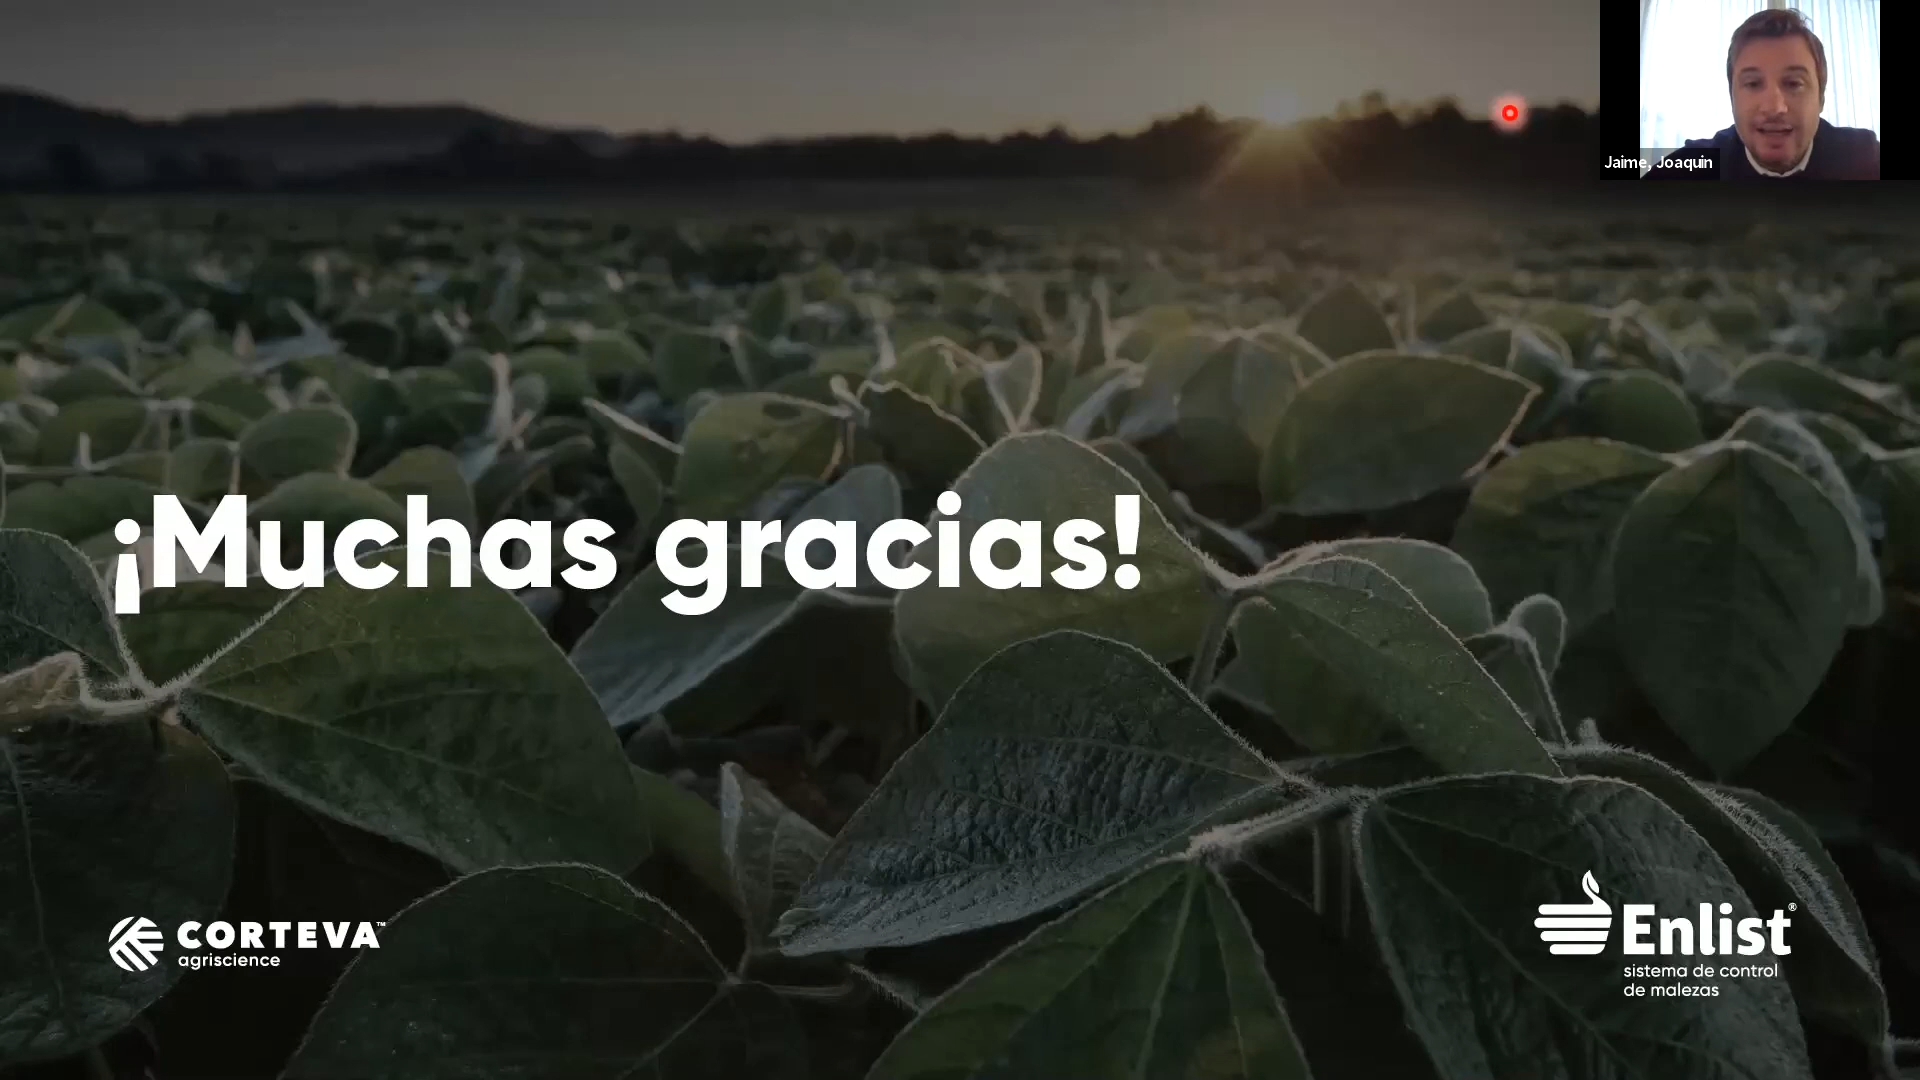 Jaime, Joaquin
¡Muchas gracias!
CORTEVA™
agriscience
Enlist®
sistema de control
de malezas